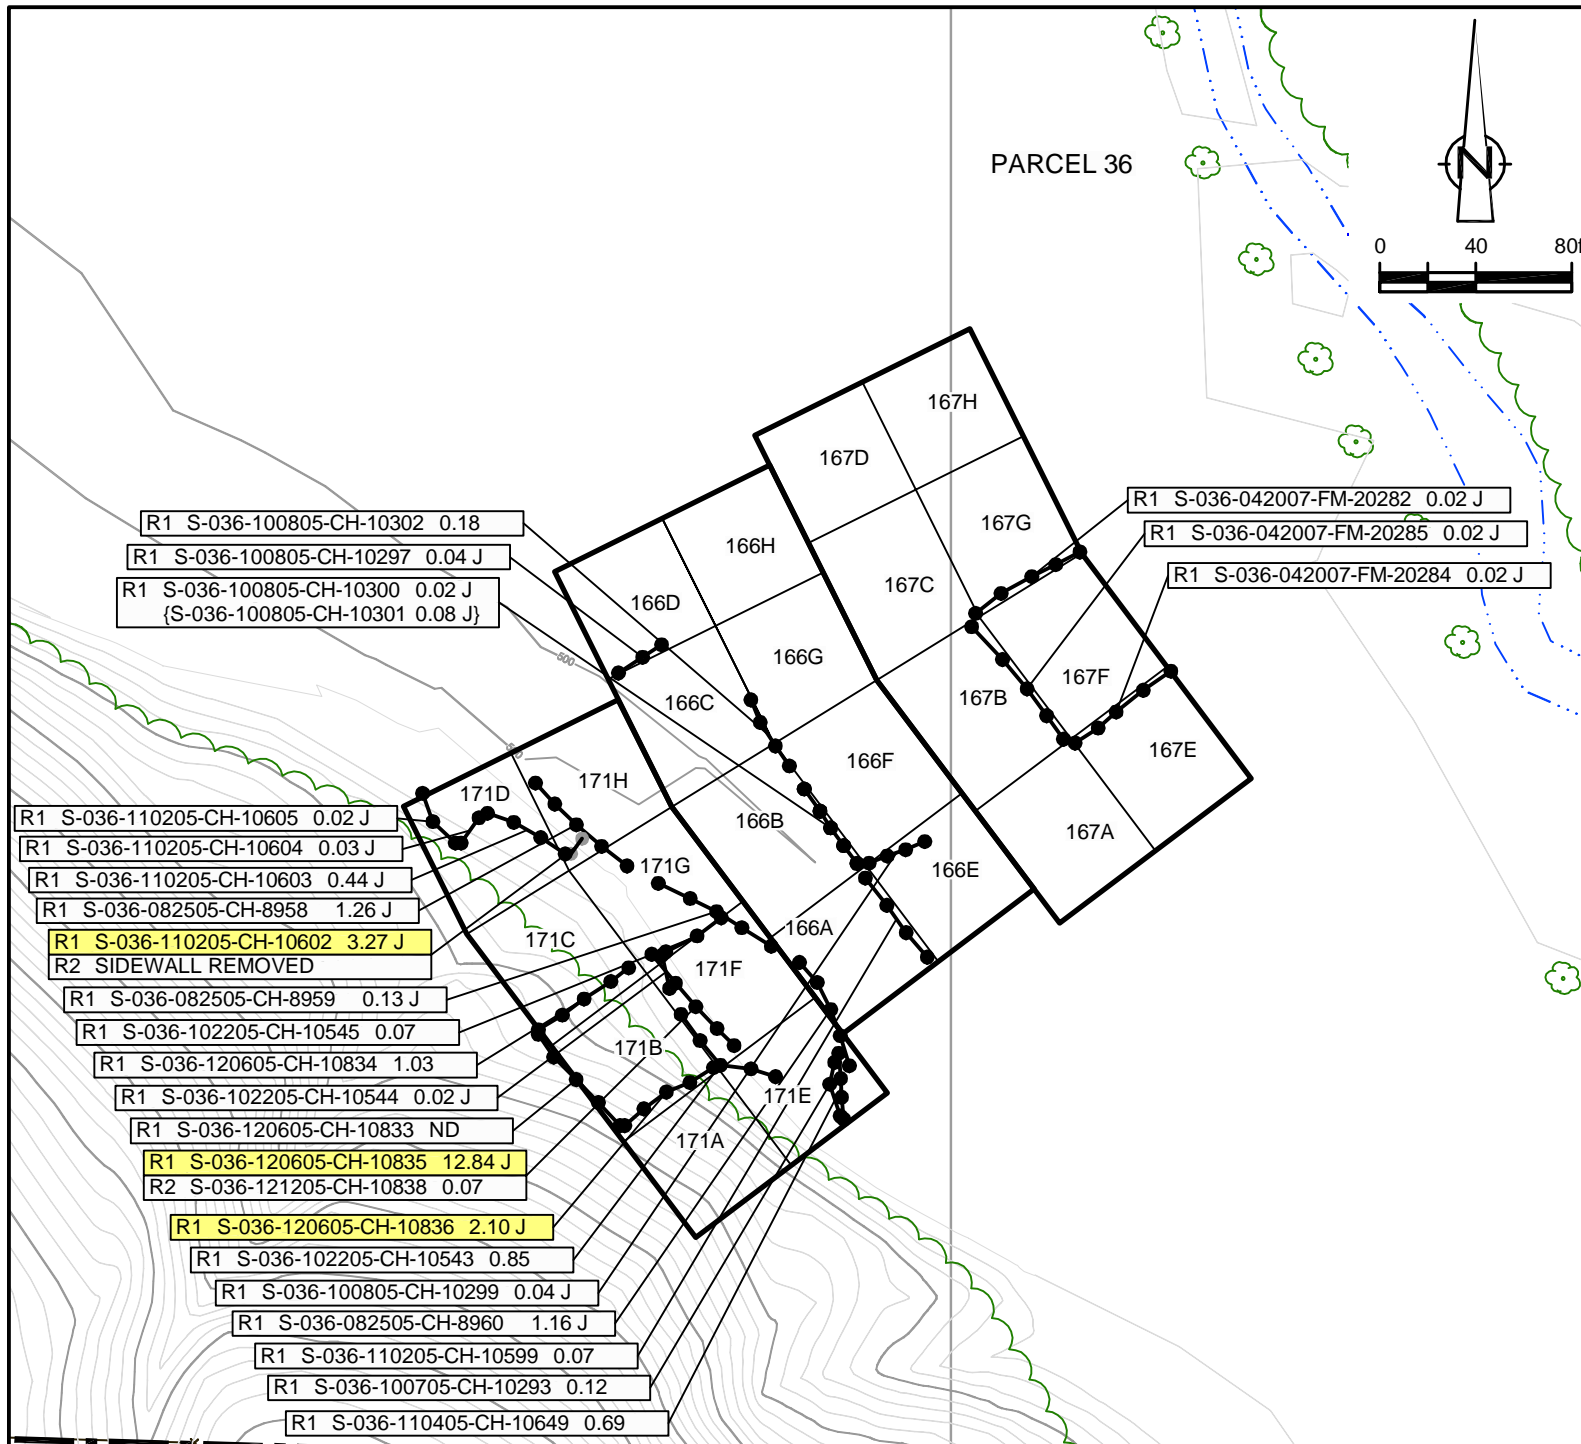 PARCEL 36
N
0 40 80f
167H
167D
167G
167C
166H
166D
166G
166C
167F
167B
167E
166F
166B
167A
166E
171H
171D
171G
166A
171C
171F
171B
171E
171A
500
R1 S-036-042007-FM-20282 0.02 J
R1 S-036-042007-FM-20285 0.02 J
R1 S-036-042007-FM-20284 0.02 J
R1 S-036-100805-CH-10302 0.18
R1 S-036-100805-CH-10297 0.04 J
R1 S-036-100805-CH-10300 0.02 J
{S-036-100805-CH-10301 0.08 J}
R1 S-036-110205-CH-10605 0.02 J
R1 S-036-110205-CH-10604 0.03 J
R1 S-036-110205-CH-10603 0.44 J
R1 S-036-082505-CH-8958 1.26 J
R1 S-036-110205-CH-10602 3.27 J
R2 SIDEWALL REMOVED
R1 S-036-082505-CH-8959 0.13 J
R1 S-036-102205-CH-10545 0.07
R1 S-036-120605-CH-10834 1.03
R1 S-036-102205-CH-10544 0.02 J
R1 S-036-120605-CH-10833 ND
R1 S-036-120605-CH-10835 12.84 J
R2 S-036-121205-CH-10838 0.07
R1 S-036-120605-CH-10836 2.10 J
R1 S-036-102205-CH-10543 0.85
R1 S-036-100805-CH-10299 0.04 J
R1 S-036-082505-CH-8960 1.16 J
R1 S-036-110205-CH-10599 0.07
R1 S-036-100705-CH-10293 0.12
R1 S-036-110405-CH-10649 0.69